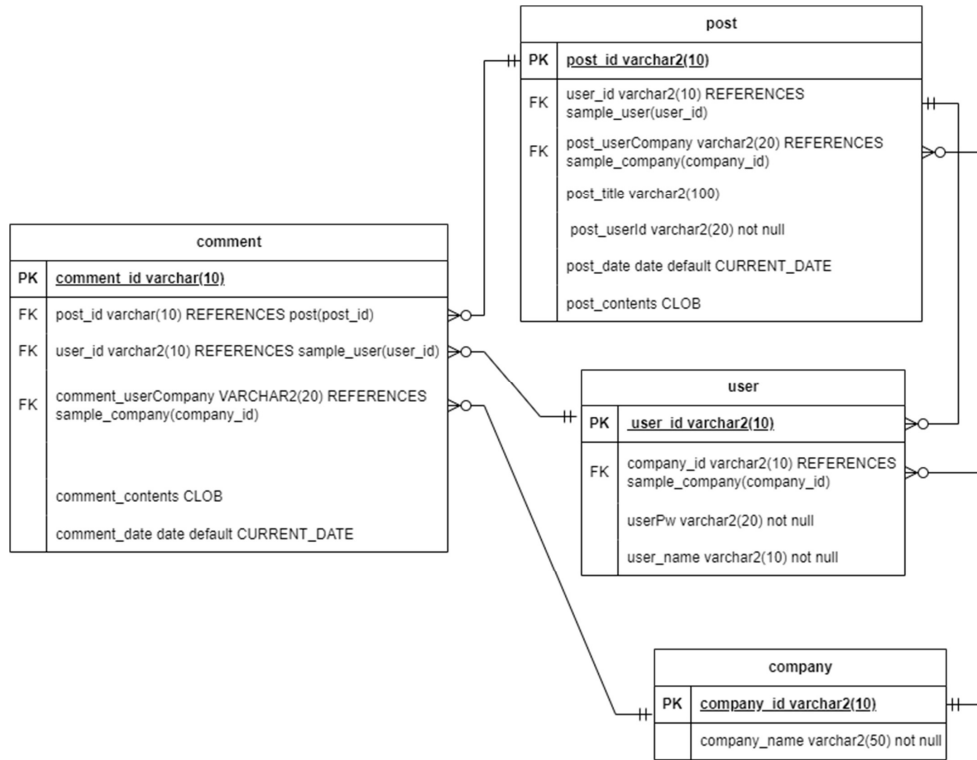 post
PK post_id varchar2(10)
FK user_id varchar2(10) REFERENCES
sample_user(user_id)
FK post_userCompany varchar2(20) REFERENCES
sample_company(company_id)
post_title varchar2(100)
post_userId varchar2(20) not null
post_date date default CURRENT_DATE
post_contents CLOB
comment
PK comment_id varchar(10)
FK post_id varchar(10) REFERENCES post(post_id)
FK user_id varchar2(10) REFERENCES sample_user(user_id)
FK comment_userCompany VARCHAR2(20) REFERENCES
sample_company(company_id)
comment_contents CLOB
comment_date date default CURRENT_DATE
user
PK user_id varchar2(10)
FK company_id varchar2(10) REFERENCES
sample_company(company_id)
userPw varchar2(20) not null
user_name varchar2(10) not null
company
PK company_id varchar2(10)
company_name varchar2(50) not null